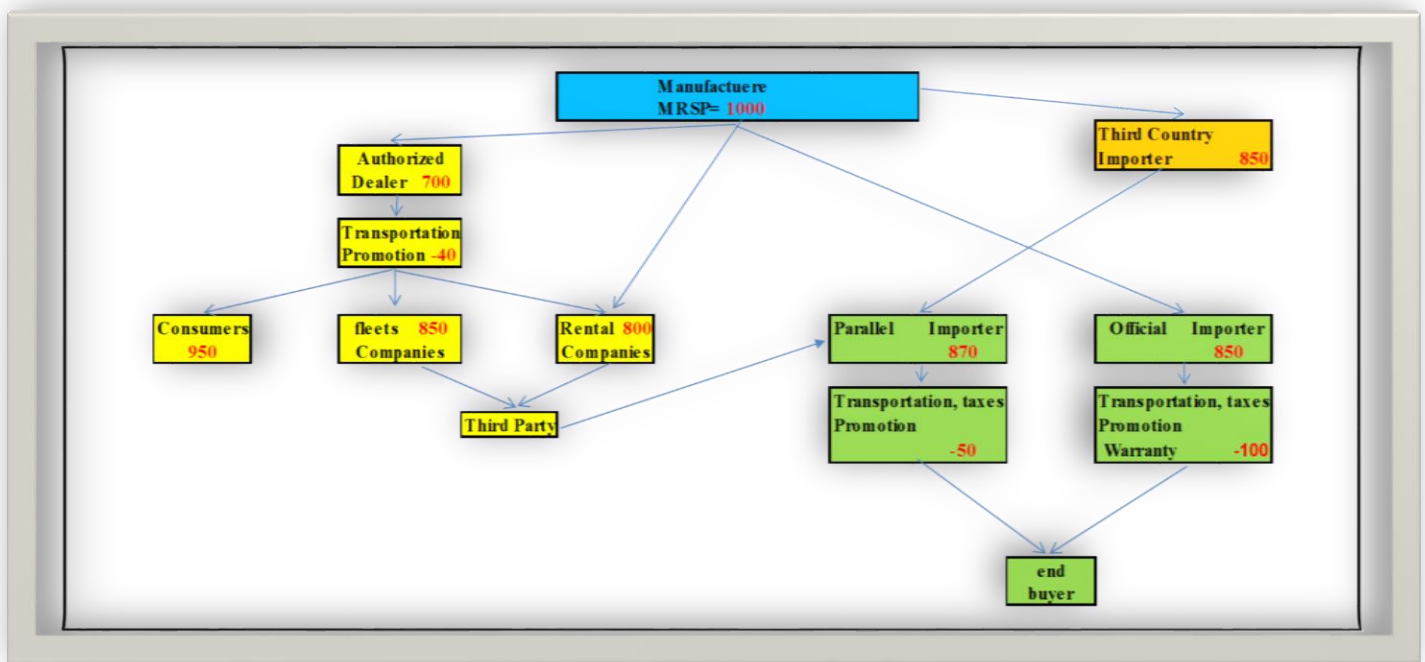 Manufactuere
MRSP= 1000
Third Country
Importer 850
Authorized
Dealer 700
Transportation
Promotion -40
Consumers
950
fleets 850
Companies
Rental 800
Companies
Parallel Importer
870
Official Importer
850
Third Party
Transportation, taxes
Promotion
-50
Transportation, taxes
Promotion
Warranty -100
end
buyer